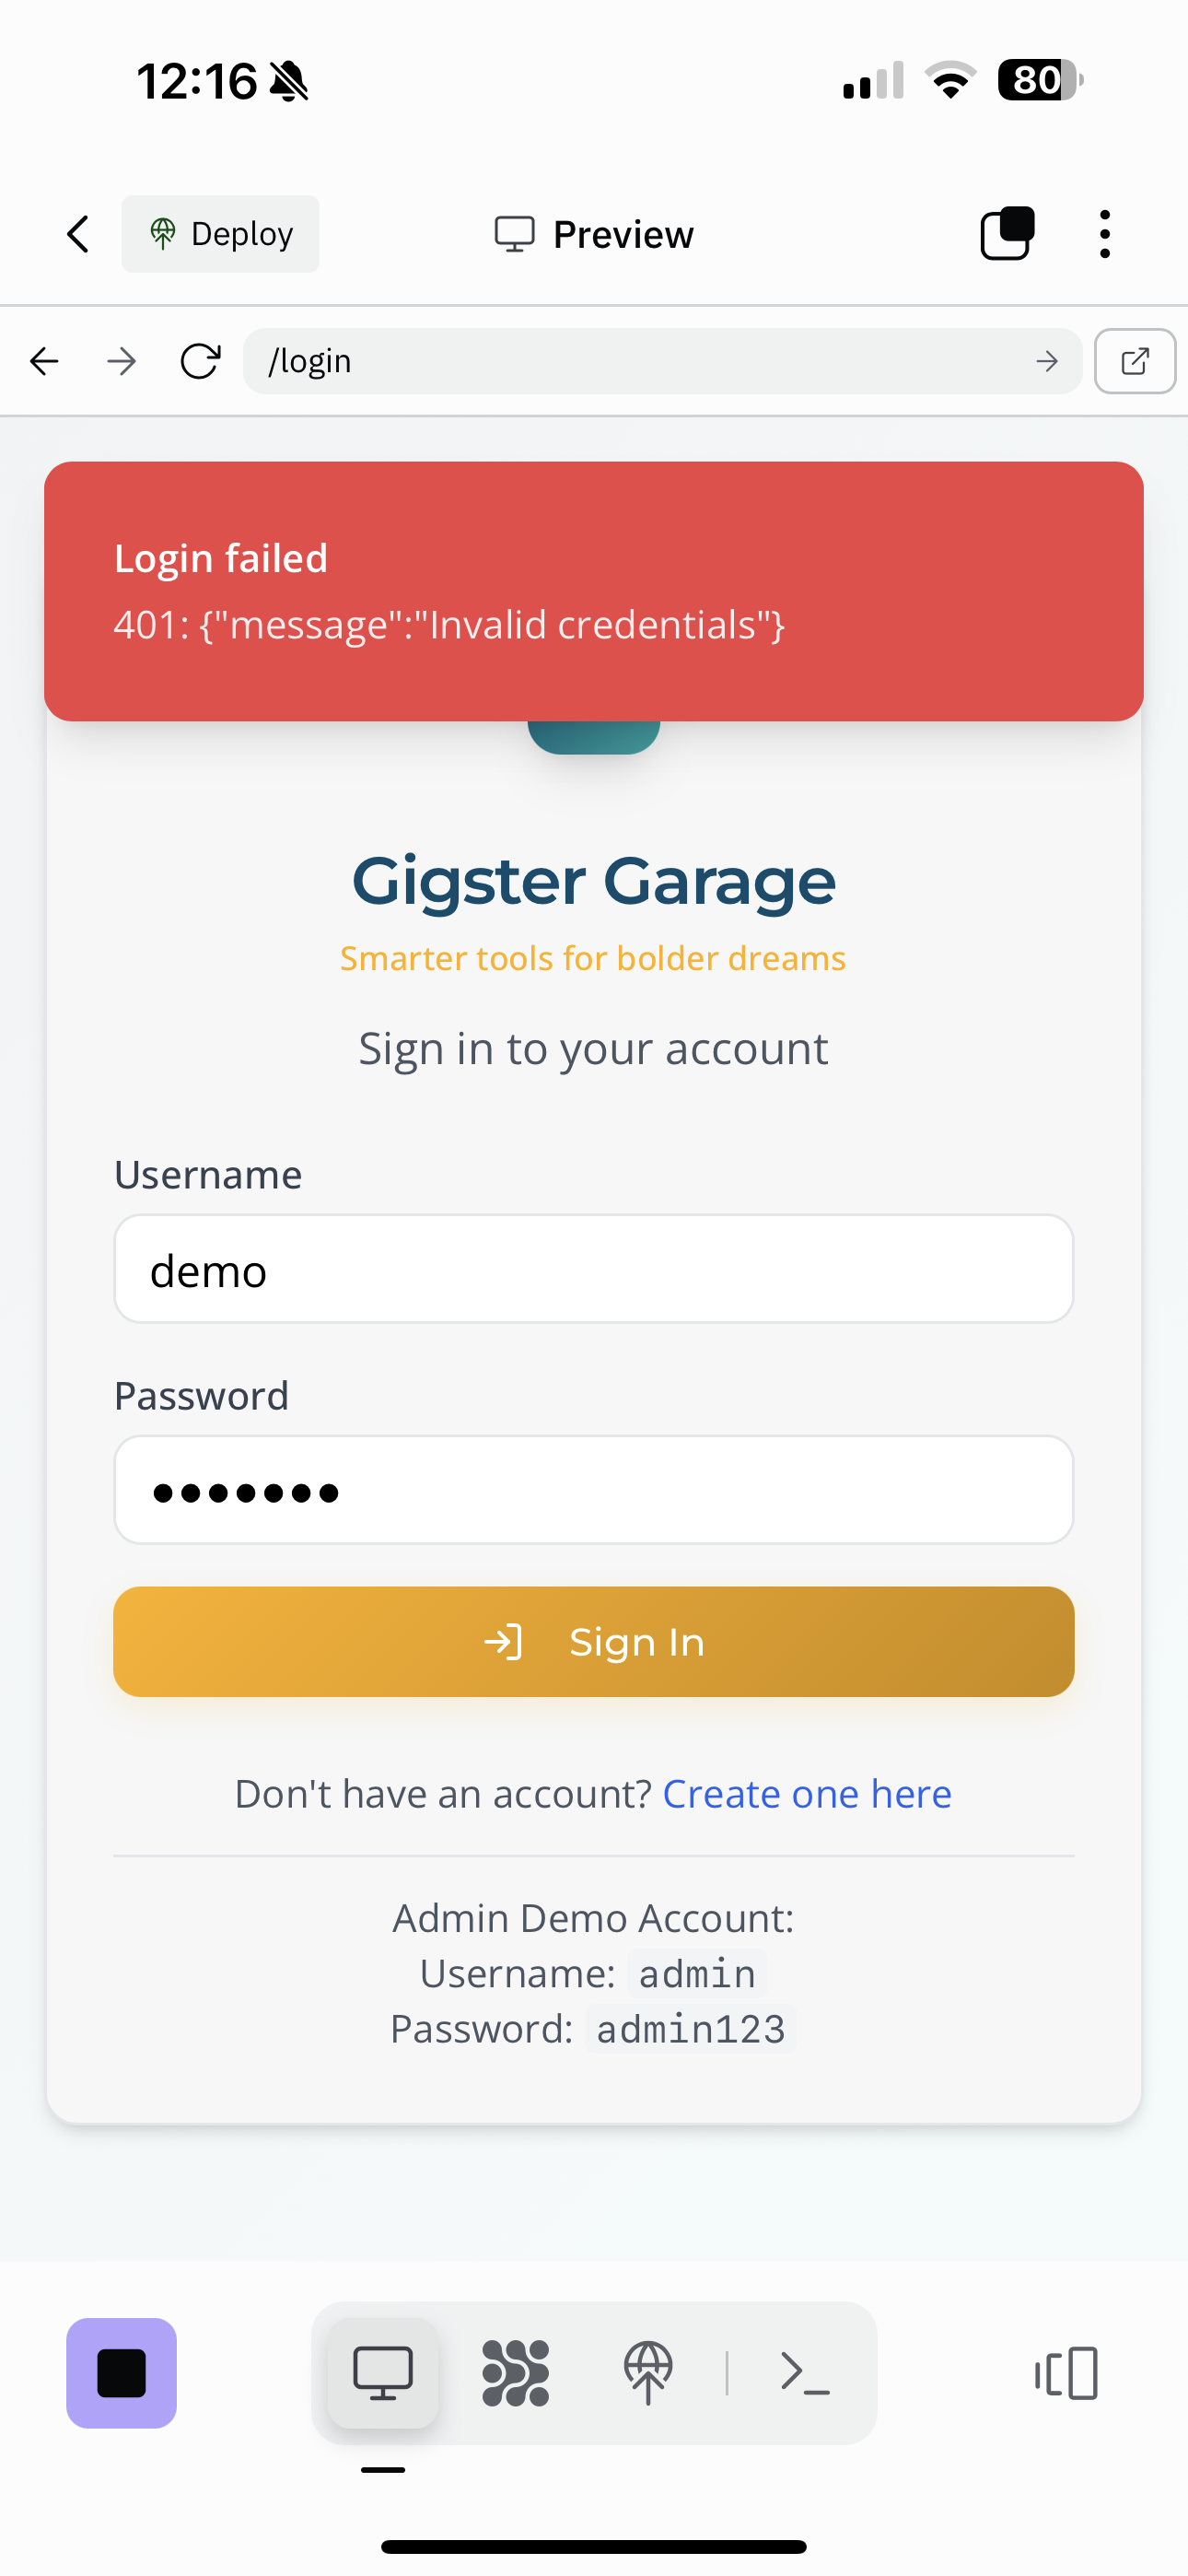 12:16
80
Deploy
Preview
/login
Login failed
401: {"message":"Invalid credentials"}
Gigster Garage
Smarter tools for bolder dreams
Sign in to your account
Username
demo
Password
•••••••
Sign In
Don't have an account? Create one here
Admin Demo Account:
Username: admin
Password: admin123